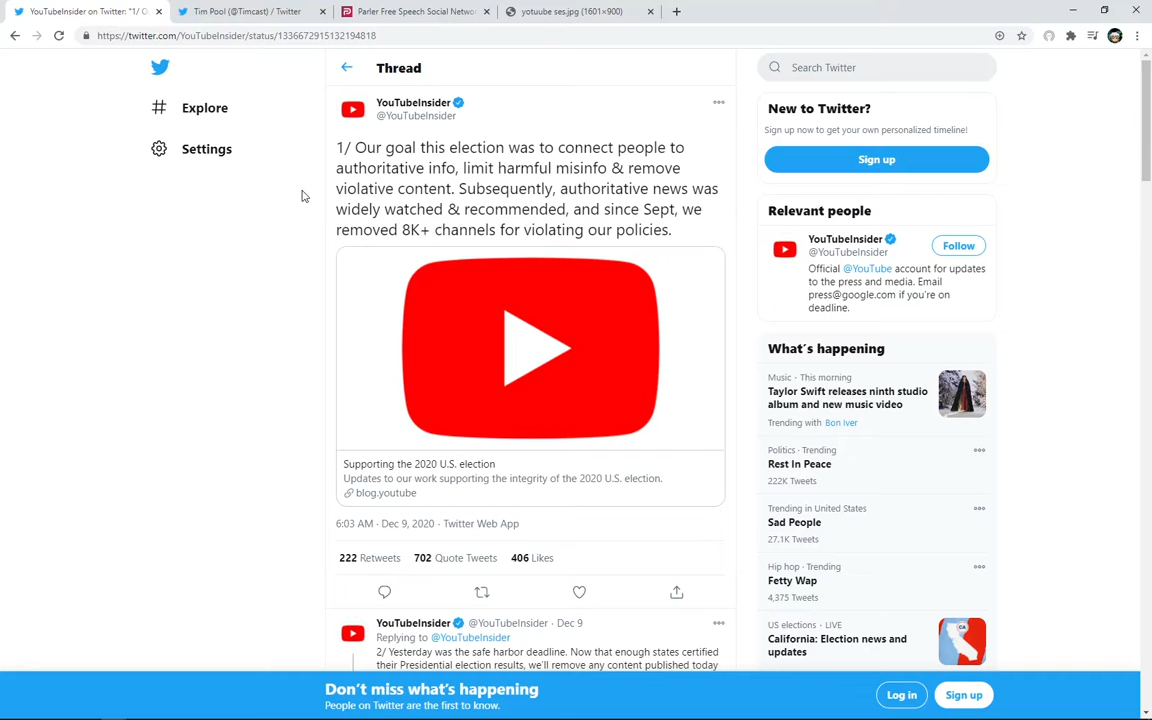 YouTubeInsider on Twitter: "1/ O
Tim Pool (@Timcast) / Twitter
Parler Free Speech Social Netwo
yotuube ses.jpg (1601×900)
https://twitter.com/YouTubeInsider/status/1336672915132194818
Explore
Settings
Thread
YouTubeInsider
@YouTubeInsider
1/ Our goal this election was to connect people to
authoritative info, limit harmful misinfo & remove
violative content. Subsequently, authoritative news was
widely watched & recommended, and since Sept, we
removed 8K+ channels for violating our policies.
Supporting the 2020 U.S. election
Updates to our work supporting the integrity of the 2020 U.S. election.
blog.youtube
6:03 AM · Dec 9, 2020 · Twitter Web App
222 Retweets 702 Quote Tweets 406 Likes
YouTubeInsider @YouTubeInsider · Dec 9
Replying to @YouTubeInsider
2/ Yesterday was the safe harbor deadline. Now that enough states certified
their Presidential election results, we'll remove any content published today
Search Twitter
New to Twitter?
Sign up now to get your own personalized timeline!
Sign up
Relevant people
YouTubeInsider
@YouTubeInsider
Follow
Official @YouTube account for updates
to the press and media. Email
press@google.com if you're on
deadline.
What's happening
Music · This morning
Taylor Swift releases ninth studio
album and new music video
Trending with Bon Iver
Politics · Trending
Rest In Peace
222K Tweets
Trending in United States
Sad People
27.1K Tweets
Hip hop · Trending
Fetty Wap
4,375 Tweets
US elections · LIVE
California: Election news and
updates
CA
Don't miss what's happening
People on Twitter are the first to know.
Log in
Sign up